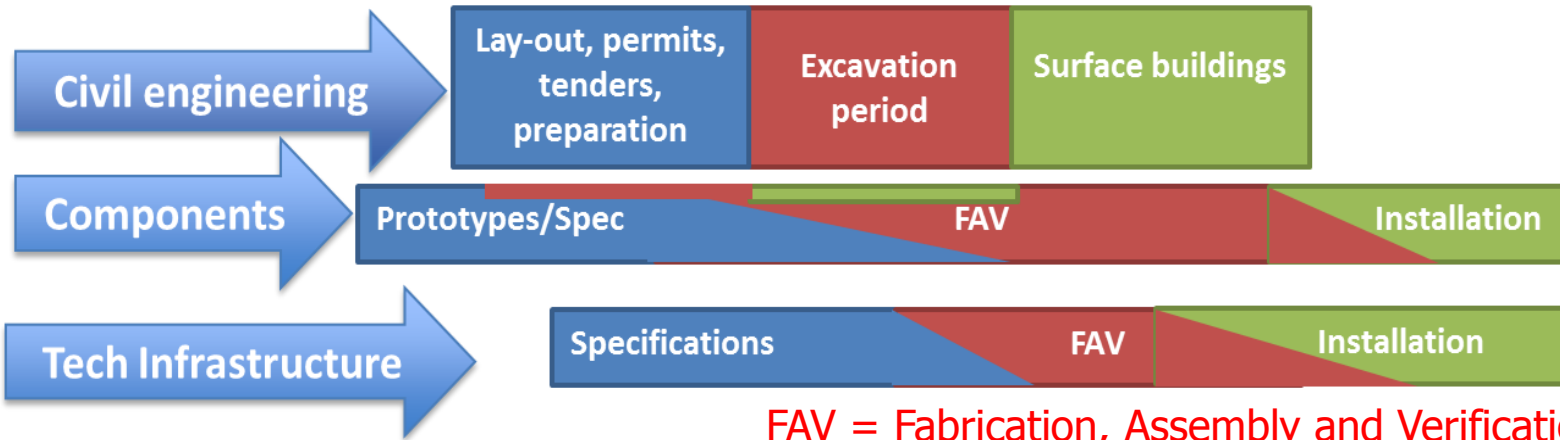 Civil engineering
Lay-out, permits,
tenders,
preparation
Excavation
period
Surface buildings
Components
Prototypes/Spec
FAV
Installation
Tech Infrastructure
Specifications
FAV
Installation
FAV = Fabrication, Assembly and Verificati